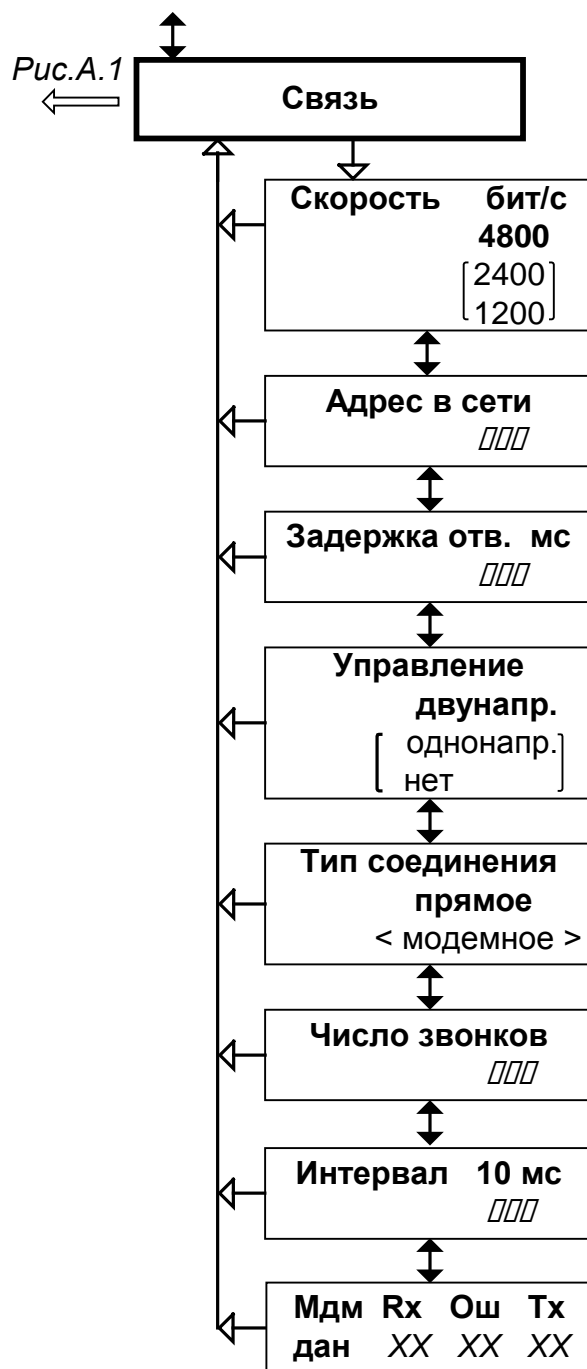 Рис.А.1
Связь
Скорость бит/с
4800
2400
1200
Адрес в сети
▯▯▯
Задержка отв. мс
▯▯▯
Управление
двунапр.
однонапр.
нет
Тип соединения
прямое
< модемное >
Число звонков
▯▯▯
Интервал 10 мс
▯▯▯
Мдм Rx Ош Tx
дан XX XX XX